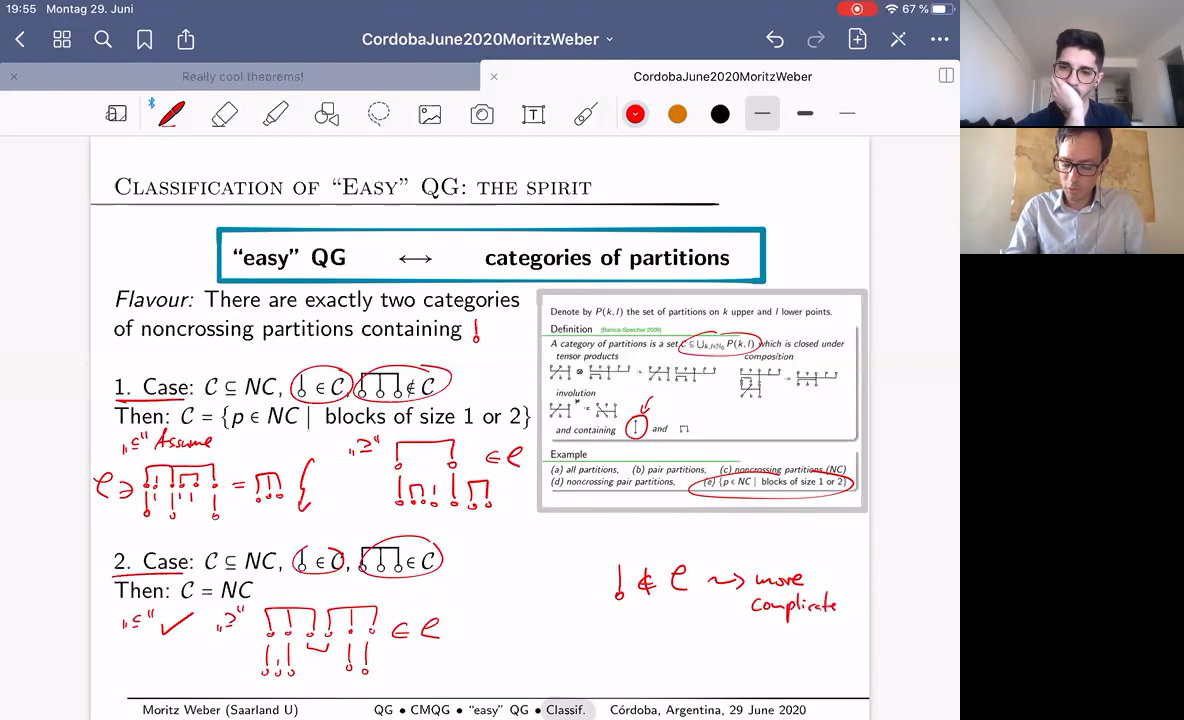 19:55 Montag 29. Juni
67 %
CordobaJune2020MoritzWeber
Really cool theorems!
CordobaJune2020MoritzWeber
T
CLASSIFICATION OF “EASY” QG: THE SPIRIT
“easy” QG ⟷ categories of partitions
Flavour: There are exactly two categories
of noncrossing partitions containing
1. Case: C ⊆ NC, ∈ C, ∉ C
Then: C = {p ∈ NC | blocks of size 1 or 2}
„⊆“ Assume
„⊇“
∈ C
C ∋
=
2. Case: C ⊆ NC, ∈ C, ∈ C
Then: C = NC
„⊆“ ✓ „⊇“
∈ C
Denote by P(k, l) the set of partitions on k upper and l lower points.
Definition [Banica-Speicher 2009]
A category of partitions is a set C ⊆ ⋃k,l∈ℕ₀ P(k, l) which is closed under
tensor products composition
⊗ = =
involution
* =
and containing and
Example
(a) all partitions, (b) pair partitions, (c) noncrossing partitions (NC)
(d) noncrossing pair partitions, (e) {p ∈ NC | blocks of size 1 or 2}
∉ C ⇝ more
complicate
Moritz Weber (Saarland U) QG • CMQG • “easy” QG • Classif. Córdoba, Argentina, 29 June 2020